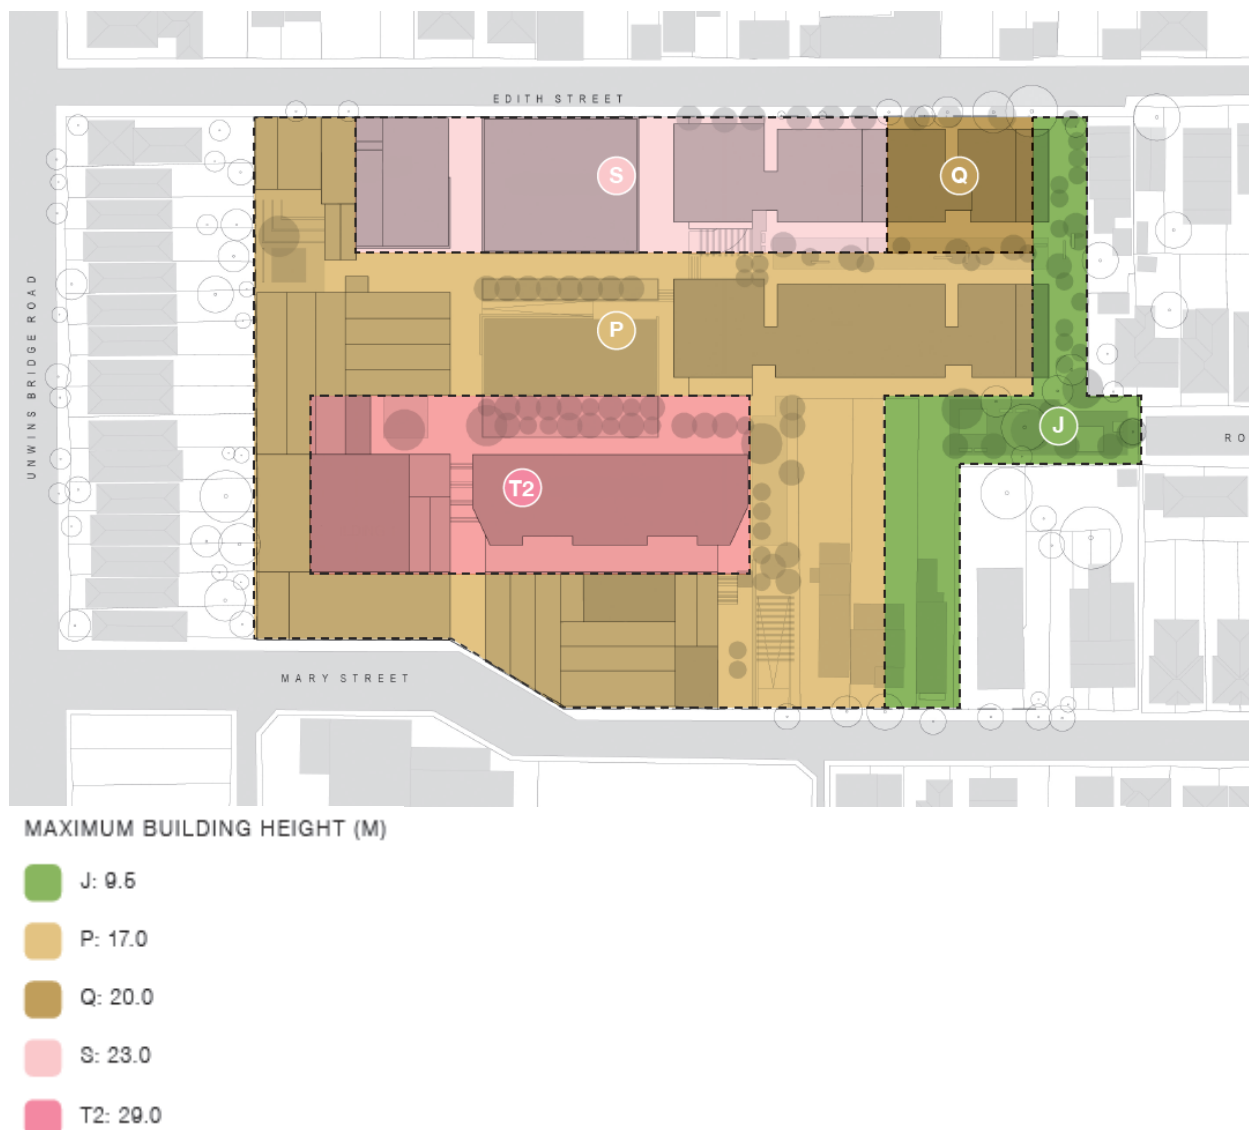 EDITH STREET
S
Q
UNWINS BRIDGE ROAD
P
J
RO
T2
MARY STREET
MAXIMUM BUILDING HEIGHT (M)
J: 9.5
P: 17.0
Q: 20.0
S: 23.0
T2: 29.0